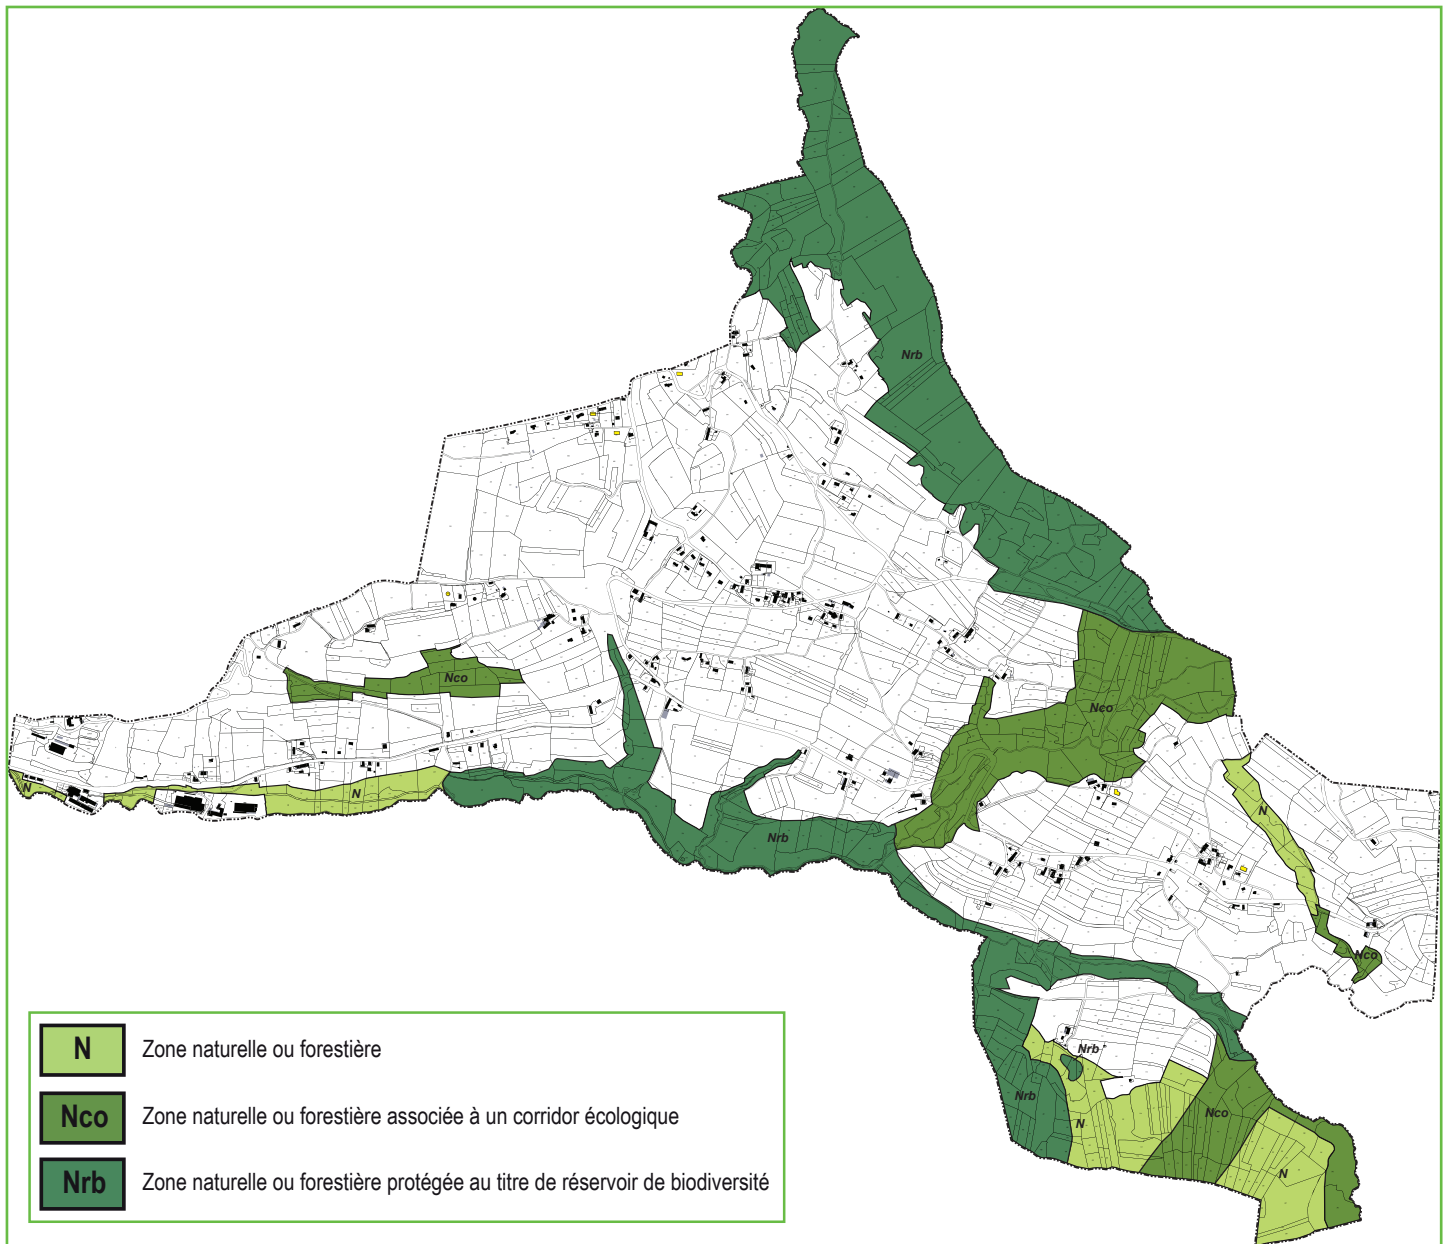 Nrb
Nco
Nco
N
N
N
Nrb
Nco
Nrb
Nrb
Nco
N
N
N Zone naturelle ou forestière
Nco Zone naturelle ou forestière associée à un corridor écologique
Nrb Zone naturelle ou forestière protégée au titre de réservoir de biodiversité